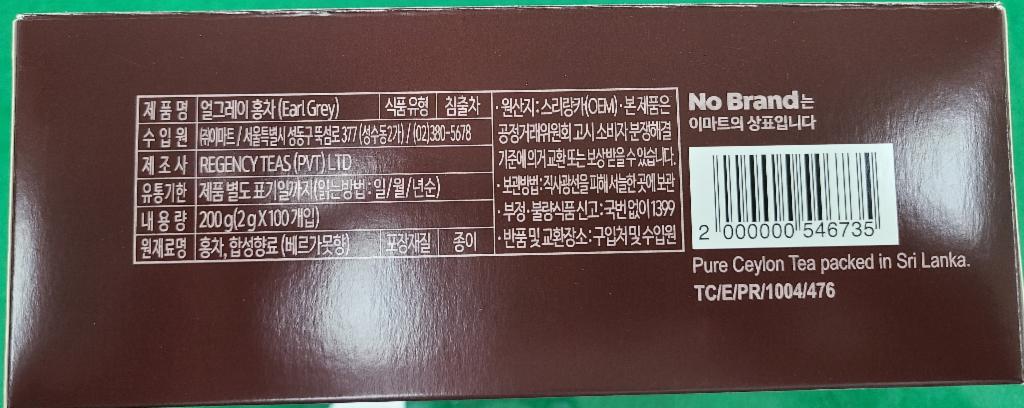 제품명 얼그레이 홍차 (Earl Grey) 식품유형 침출차
수입원 ㈜이마트 / 서울특별시 성동구 뚝섬로 377 (성수동2가) / (02)380-5678
제조사 REGENCY TEAS (PVT) LTD
유통기한 제품 별도 표기일까지(읽는방법 : 일/월/년순)
내용량 200 g(2 g X 100개입)
원재료명 홍차, 합성향료 (베르가못향) 포장재질 종이
· 원산지 : 스리랑카(OEM) · 본 제품은
공정거래위원회 고시 소비자 분쟁해결
기준에 의거 교환 또는 보상받을 수 있습니다.
· 보관방법 : 직사광선을 피해 서늘한 곳에 보관
· 부정 · 불량식품 신고 : 국번 없이 1399
· 반품 및 교환장소 : 구입처 및 수입원
No Brand는
이마트의 상표입니다
2 000000 546735
Pure Ceylon Tea packed in Sri Lanka.
TC/E/PR/1004/476